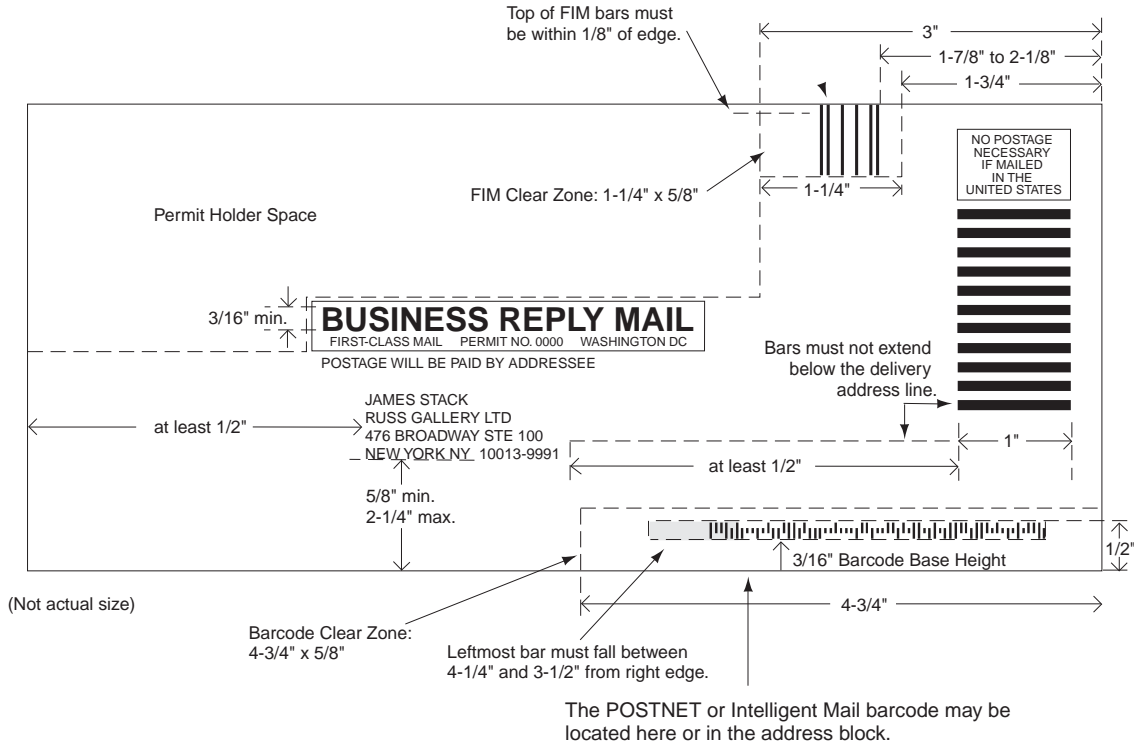 Top of FIM bars must
be within 1/8" of edge.
3"
1-7/8" to 2-1/8"
1-3/4"
NO POSTAGE
NECESSARY
IF MAILED
IN THE
UNITED STATES
FIM Clear Zone: 1-1/4" x 5/8"
1-1/4"
Permit Holder Space
3/16" min.
BUSINESS REPLY MAIL
FIRST-CLASS MAIL PERMIT NO. 0000 WASHINGTON DC
POSTAGE WILL BE PAID BY ADDRESSEE
Bars must not extend
below the delivery
address line.
JAMES STACK
RUSS GALLERY LTD
476 BROADWAY STE 100
NEW YORK NY 10013-9991
at least 1/2"
1"
at least 1/2"
5/8" min.
2-1/4" max.
3/16" Barcode Base Height
1/2"
4-3/4"
(Not actual size)
Barcode Clear Zone:
4-3/4" x 5/8"
Leftmost bar must fall between
4-1/4" and 3-1/2" from right edge.
The POSTNET or Intelligent Mail barcode may be
located here or in the address block.